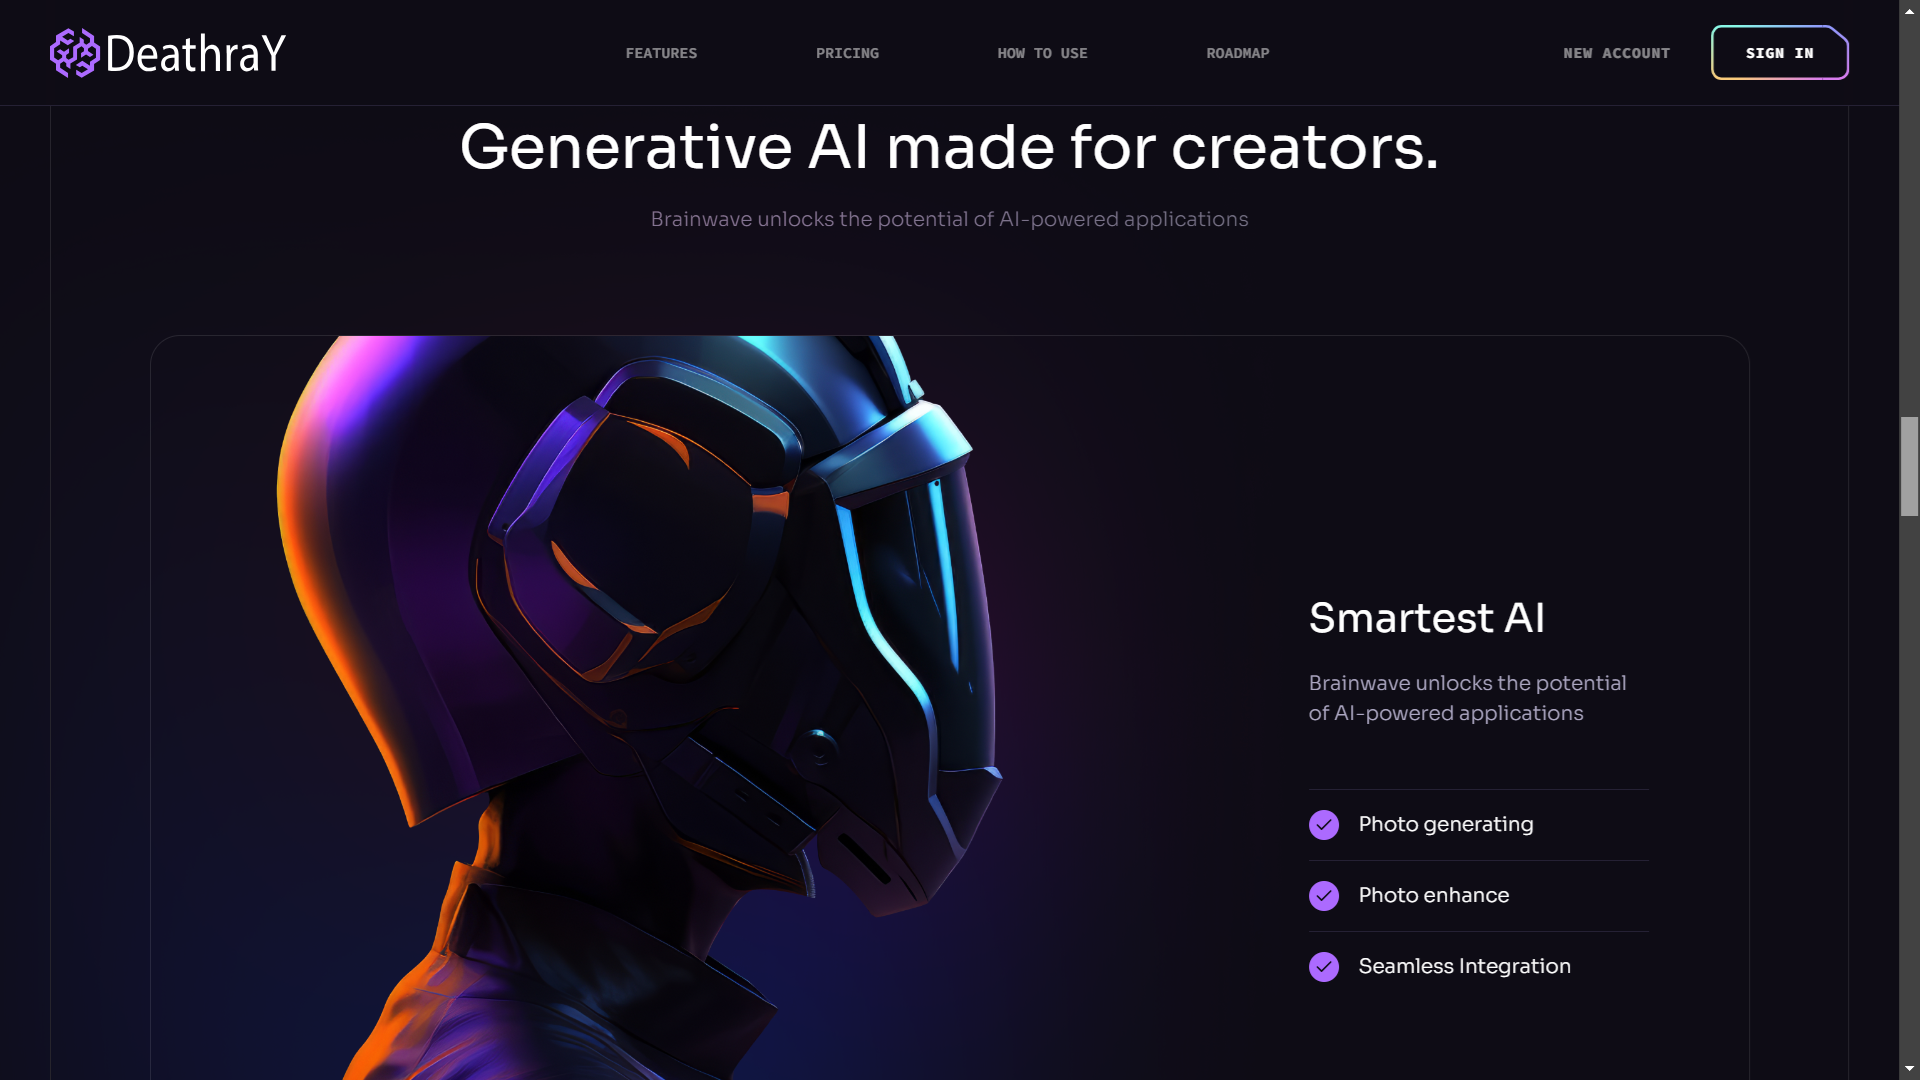 DeathraY
FEATURES
PRICING
HOW TO USE
ROADMAP
NEW ACCOUNT
SIGN IN
Generative AI made for creators.
Brainwave unlocks the potential of AI-powered applications
Smartest AI
Brainwave unlocks the potential
of AI-powered applications
Photo generating
Photo enhance
Seamless Integration